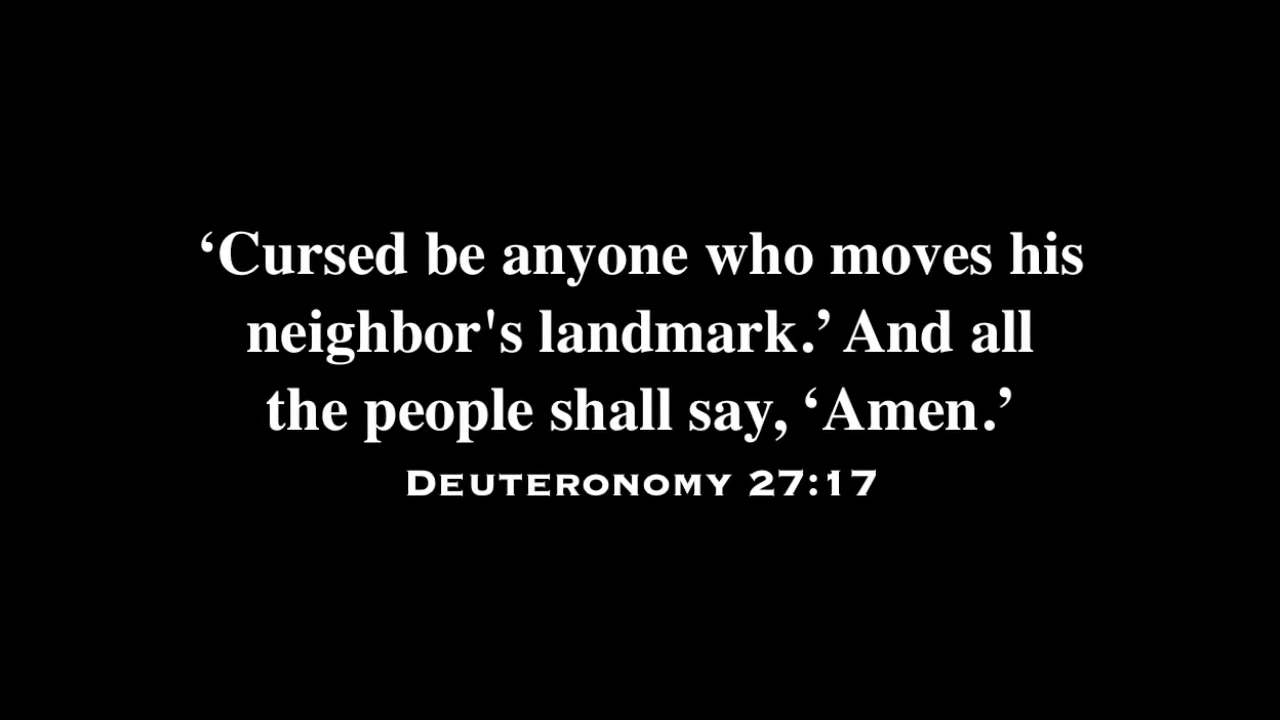 ‘Cursed be anyone who moves his
neighbor's landmark.’ And all
the people shall say, ‘Amen.’
Deuteronomy 27:17